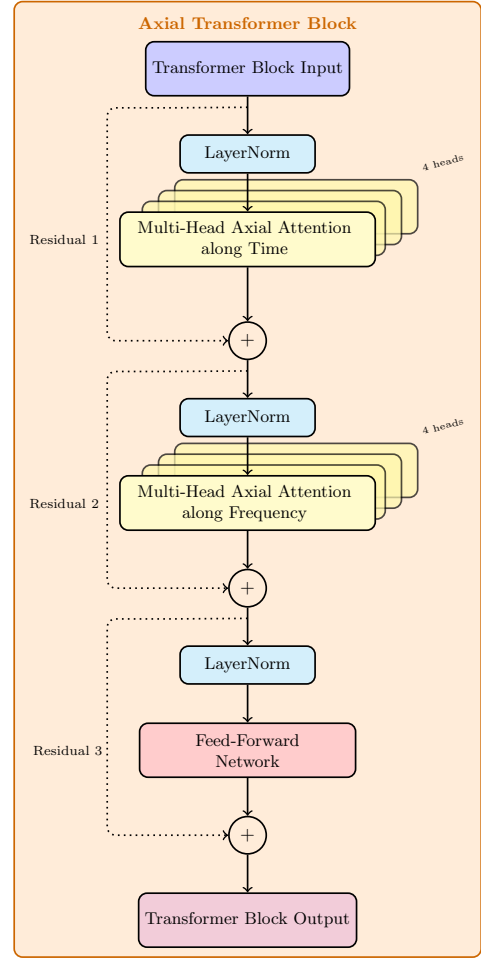 Axial Transformer Block
Transformer Block Input
LayerNorm
4 heads
Multi-Head Axial Attention
along Time
Residual 1
+
LayerNorm
4 heads
Multi-Head Axial Attention
along Frequency
Residual 2
+
LayerNorm
Feed-Forward
Network
Residual 3
+
Transformer Block Output